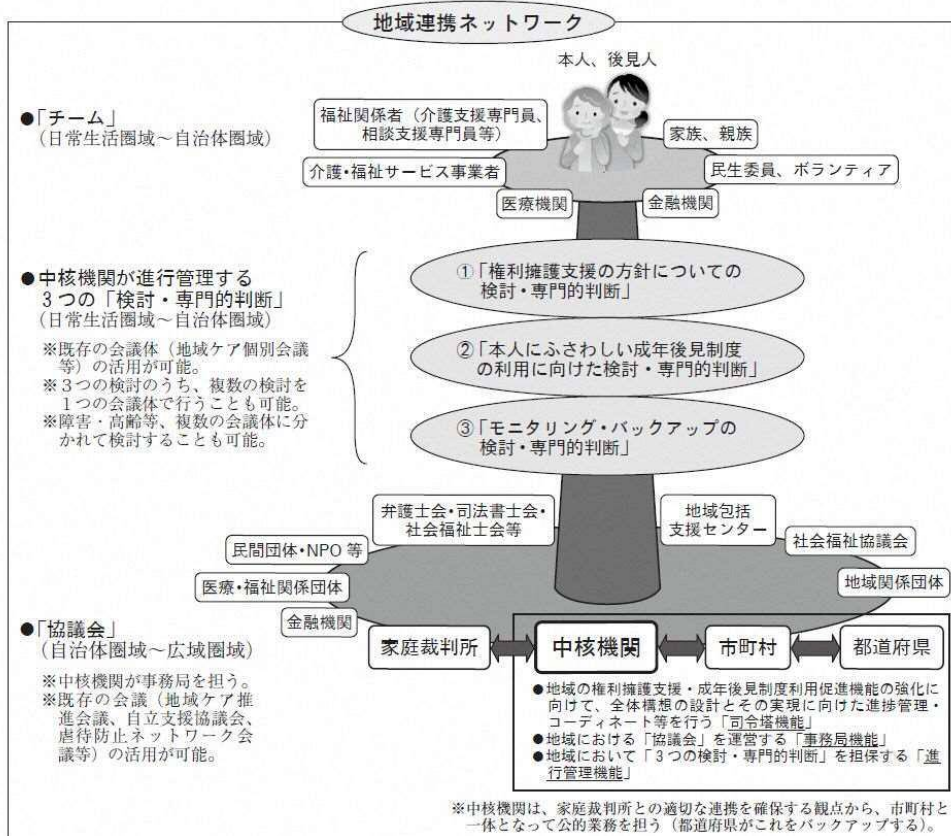 地域連携ネットワーク
本人、後見人
●「チーム」
（日常生活圏域～自治体圏域）
福祉関係者（介護支援専門員、
相談支援専門員等）
家族、親族
介護・福祉サービス事業者
民生委員、ボランティア
医療機関
金融機関
●中核機関が進行管理する
3つの「検討・専門的判断」
（日常生活圏域～自治体圏域）
※既存の会議体（地域ケア個別会議
等）の活用が可能。
※３つの検討のうち、複数の検討を
１つの会議体で行うことも可能。
※障害・高齢等、複数の会議体に分
かれて検討することも可能。
①「権利擁護支援の方針についての
検討・専門的判断」
②「本人にふさわしい成年後見制度
の利用に向けた検討・専門的判断」
③「モニタリング・バックアップの
検討・専門的判断」
弁護士会・司法書士会・
社会福祉士会等
地域包括
支援センター
民間団体・NPO 等
社会福祉協議会
医療・福祉関係団体
地域関係団体
金融機関
●「協議会」
（自治体圏域～広域圏域）
※中核機関が事務局を担う。
※既存の会議（地域ケア推
進会議、自立支援協議会、
虐待防止ネットワーク会
議等）の活用が可能。
家庭裁判所
中核機関
市町村
都道府県
●地域の権利擁護支援・成年後見制度利用促進機能の強化に
向けて、全体構想の設計とその実現に向けた進捗管理・
コーディネート等を行う「司令塔機能」
●地域における「協議会」を運営する「事務局機能」
●地域において「３つの検討・専門的判断」を担保する「進
行管理機能」
※中核機関は、家庭裁判所との適切な連携を確保する観点から、市町村と
一体となって公的業務を担う（都道府県がこれをバックアップする）。